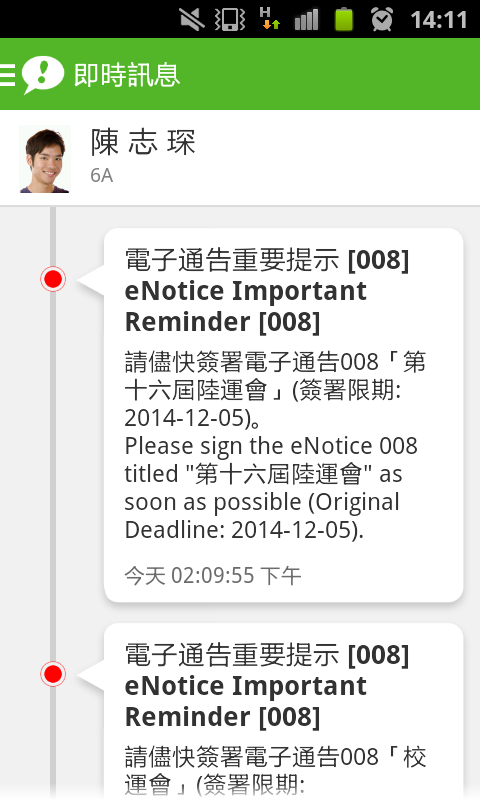 H
14:11
即時訊息
陳 志 琛
6A
電子通告重要提示 [008]
eNotice Important
Reminder [008]
請儘快簽署電子通告008「第
十六屆陸運會」(簽署限期:
2014-12-05)。
Please sign the eNotice 008
titled "第十六屆陸運會" as
soon as possible (Original
Deadline: 2014-12-05).
今天 02:09:55 下午
電子通告重要提示 [008]
eNotice Important
Reminder [008]
請儘快簽署電子通告008「校
運會」(簽署限期: